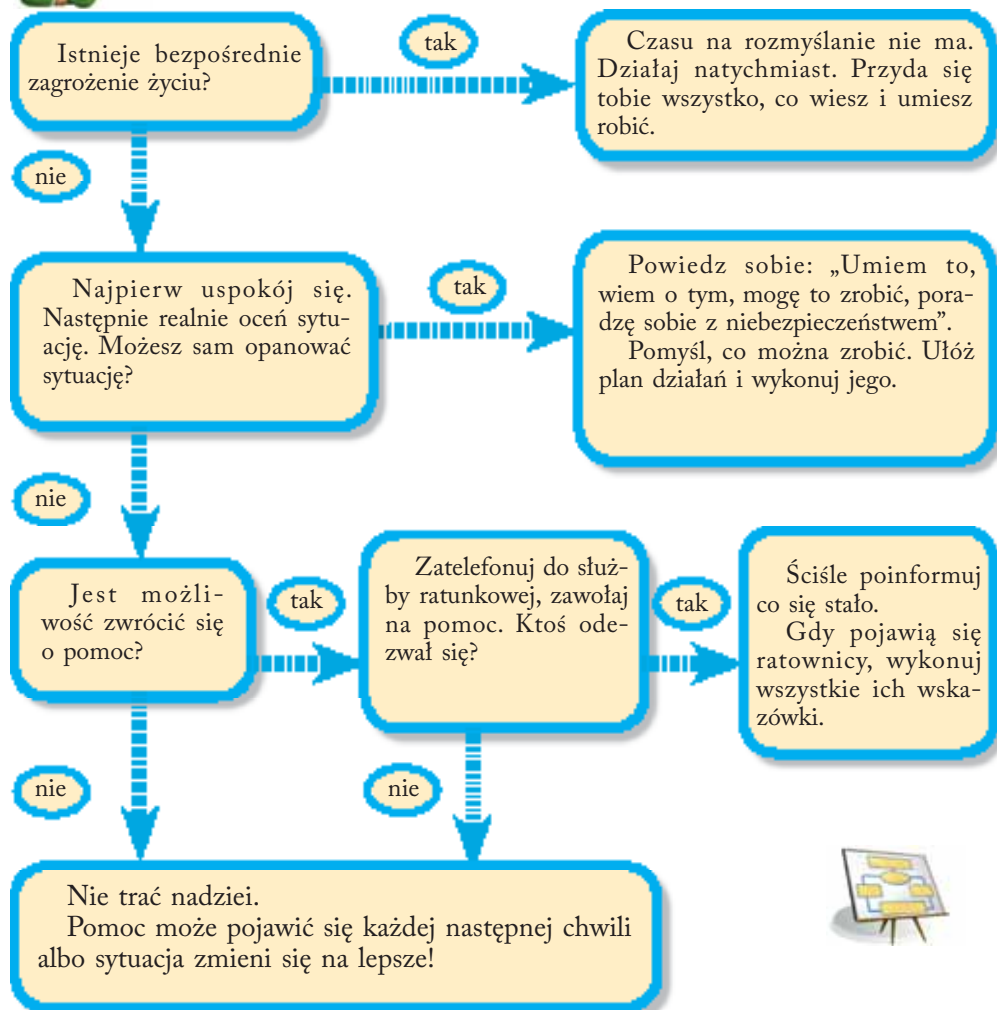 Istnieje bezpośrednie
zagrożenie życiu?
tak
Czasu na rozmyślanie nie ma.
Działaj natychmiast. Przyda się
tobie wszystko, co wiesz i umiesz
robić.
nie
Najpierw uspokój się.
Następnie realnie oceń sytu-
ację. Możesz sam opanować
sytuację?
tak
Powiedz sobie: „Umiem to,
wiem o tym, mogę to zrobić, pora-
dzę sobie z niebezpieczeństwem”.
Pomyśl, co można zrobić. Ułóż
plan działań i wykonuj jego.
nie
Jest możli-
wość zwrócić się
o pomoc?
tak
Zatelefonuj do służ-
by ratunkowej, zawołaj
na pomoc. Ktoś ode-
zwał się?
tak
Ściśle poinformuj
co się stało.
Gdy pojawią się
ratownicy, wykonuj
wszystkie ich wska-
zówki.
nie
nie
Nie trać nadziei.
Pomoc może pojawić się każdej następnej chwili
albo sytuacja zmieni się na lepsze!